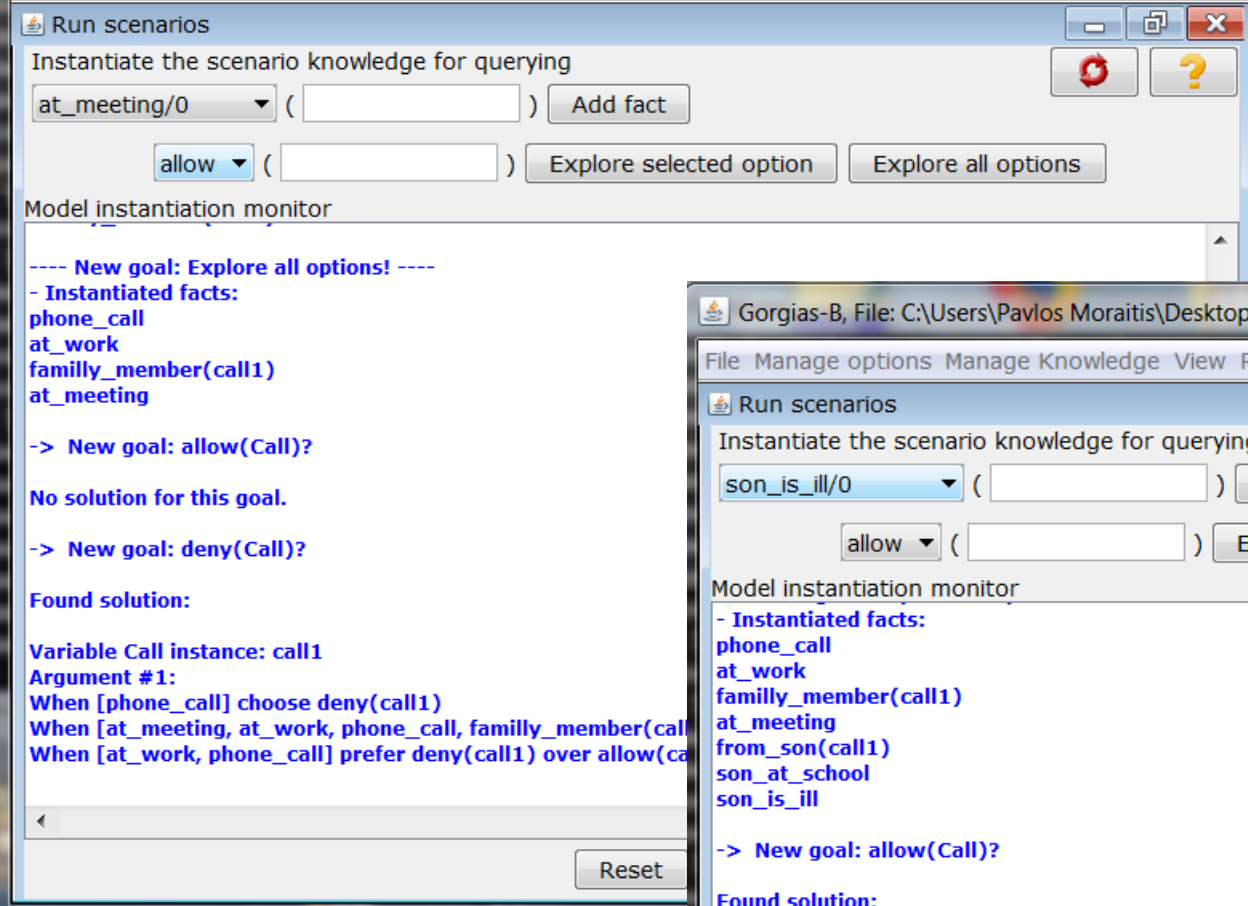 Run scenarios
Instantiate the scenario knowledge for querying
at_meeting/0 ( ) Add fact
allow ( ) Explore selected option Explore all options
Model instantiation monitor
---- New goal: Explore all options! ----
- Instantiated facts:
phone_call
at_work
familly_member(call1)
at_meeting
-> New goal: allow(Call)?
No solution for this goal.
-> New goal: deny(Call)?
Found solution:
Variable Call instance: call1
Argument #1:
When [phone_call] choose deny(call1)
When [at_meeting, at_work, phone_call, familly_member(call
When [at_work, phone_call] prefer deny(call1) over allow(ca
Reset
Gorgias-B, File: C:\Users\Pavlos Moraitis\Desktop
File Manage options Manage Knowledge View
Run scenarios
Instantiate the scenario knowledge for querying
son_is_ill/0 ( )
allow ( ) E
Model instantiation monitor
- Instantiated facts:
phone_call
at_work
familly_member(call1)
at_meeting
from_son(call1)
son_at_school
son_is_ill
-> New goal: allow(Call)?
Found solution: